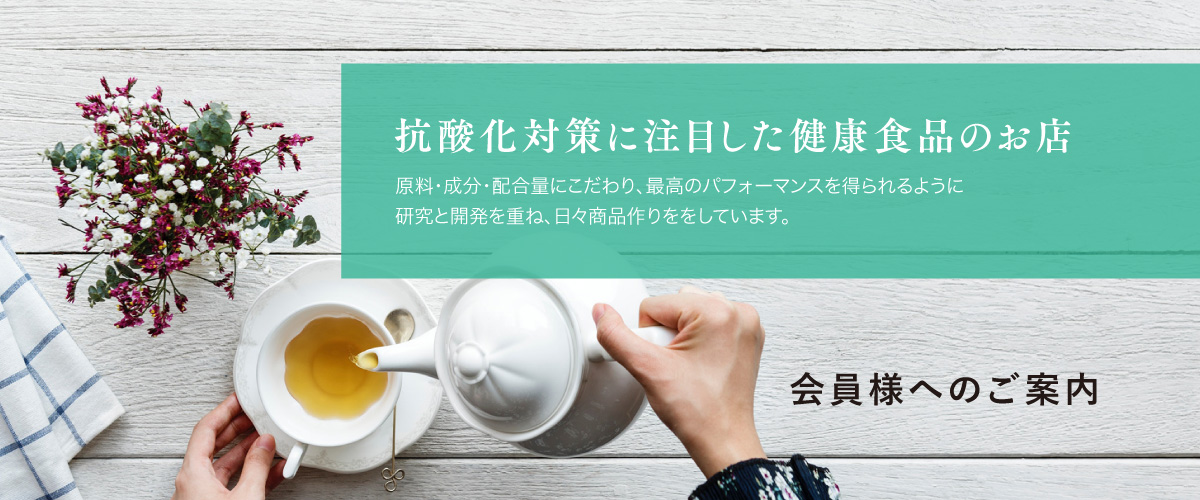 抗酸化対策に注目した健康食品のお店
原料・成分・配合量にこだわり、最高のパフォーマンスを得られるように
研究と開発を重ね、日々商品作りををしています。
会員様へのご案内